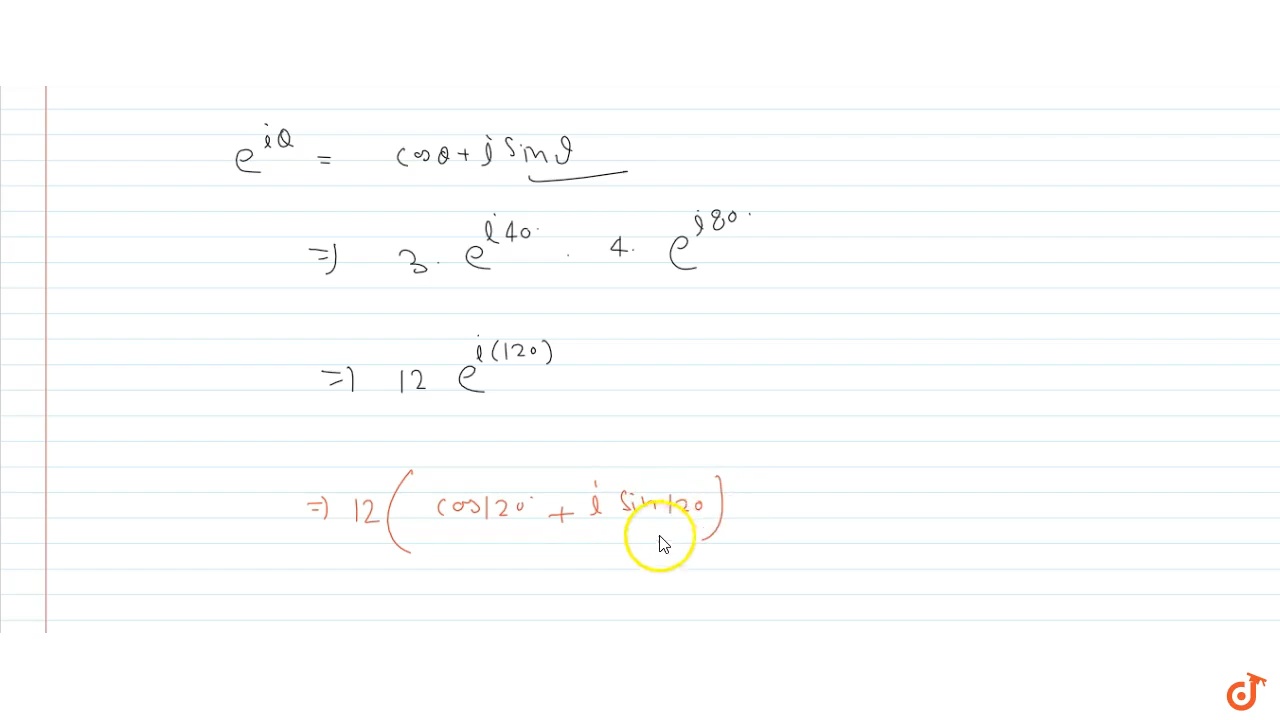 e^{iθ} = cosθ + i sinθ
=) 3. e^{i40°} . 4. e^{i80°}
=) 12 e^{i(120)}
=) 12 ( cos120° + i sin120 )